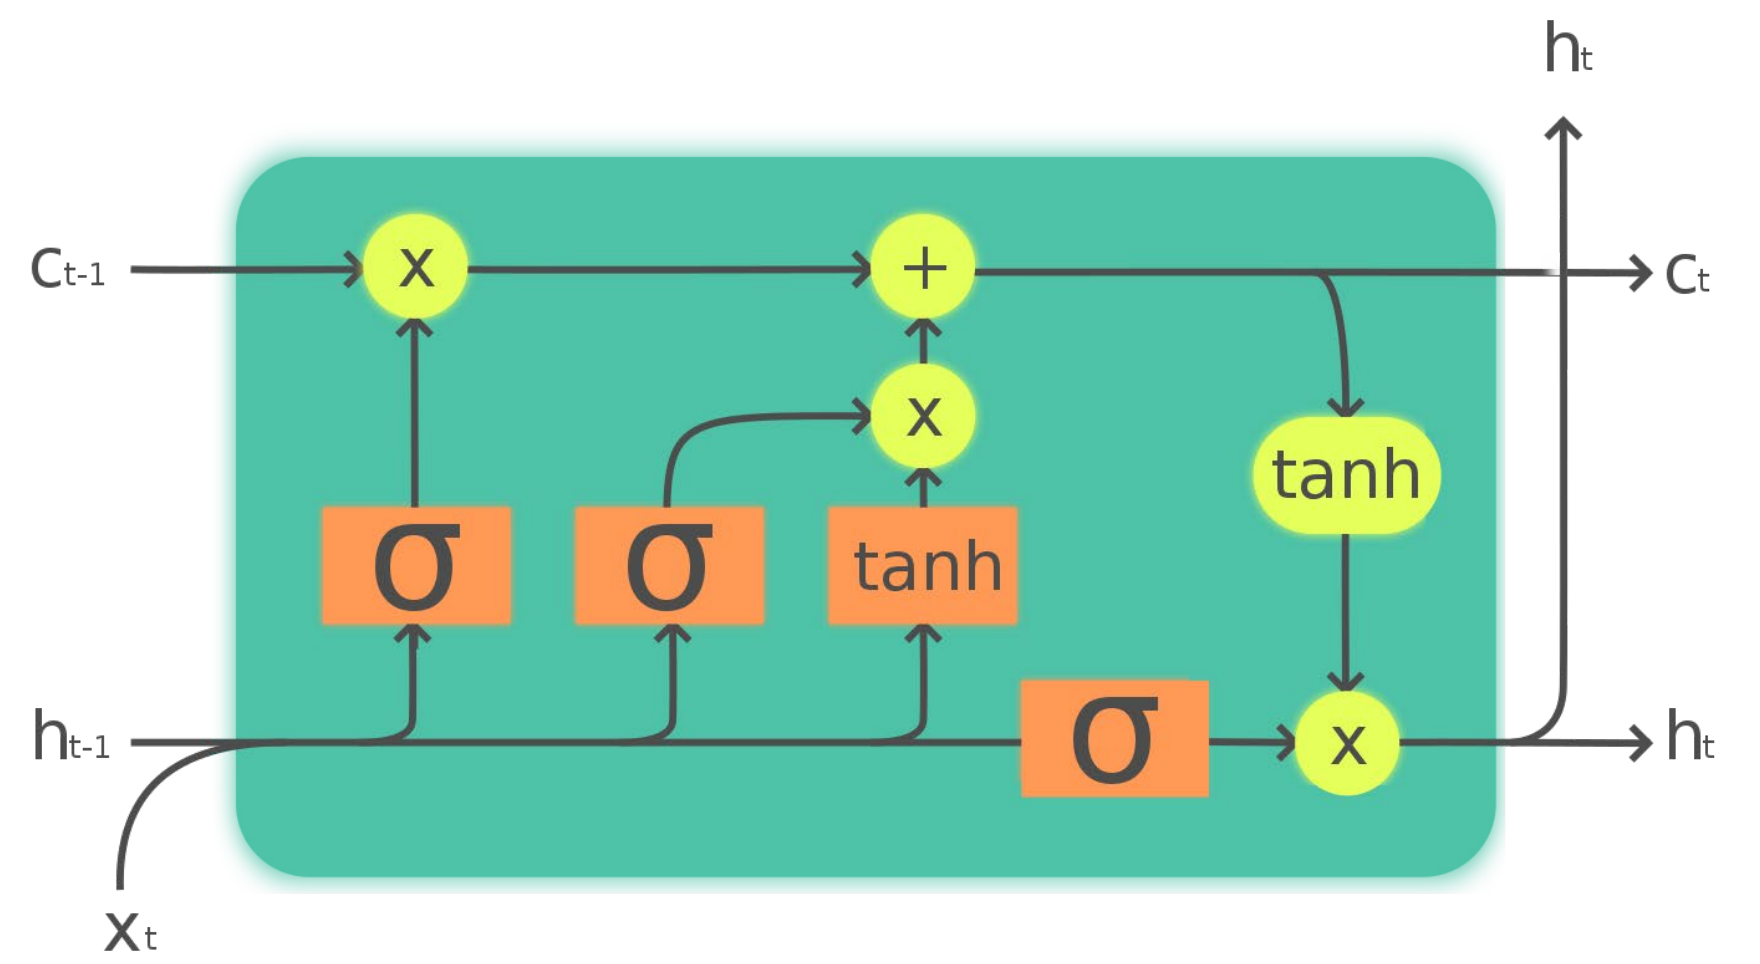 ht
ct-1
x
+
ct
x
tanh
σ
σ
tanh
ht-1
σ
x
ht
xt